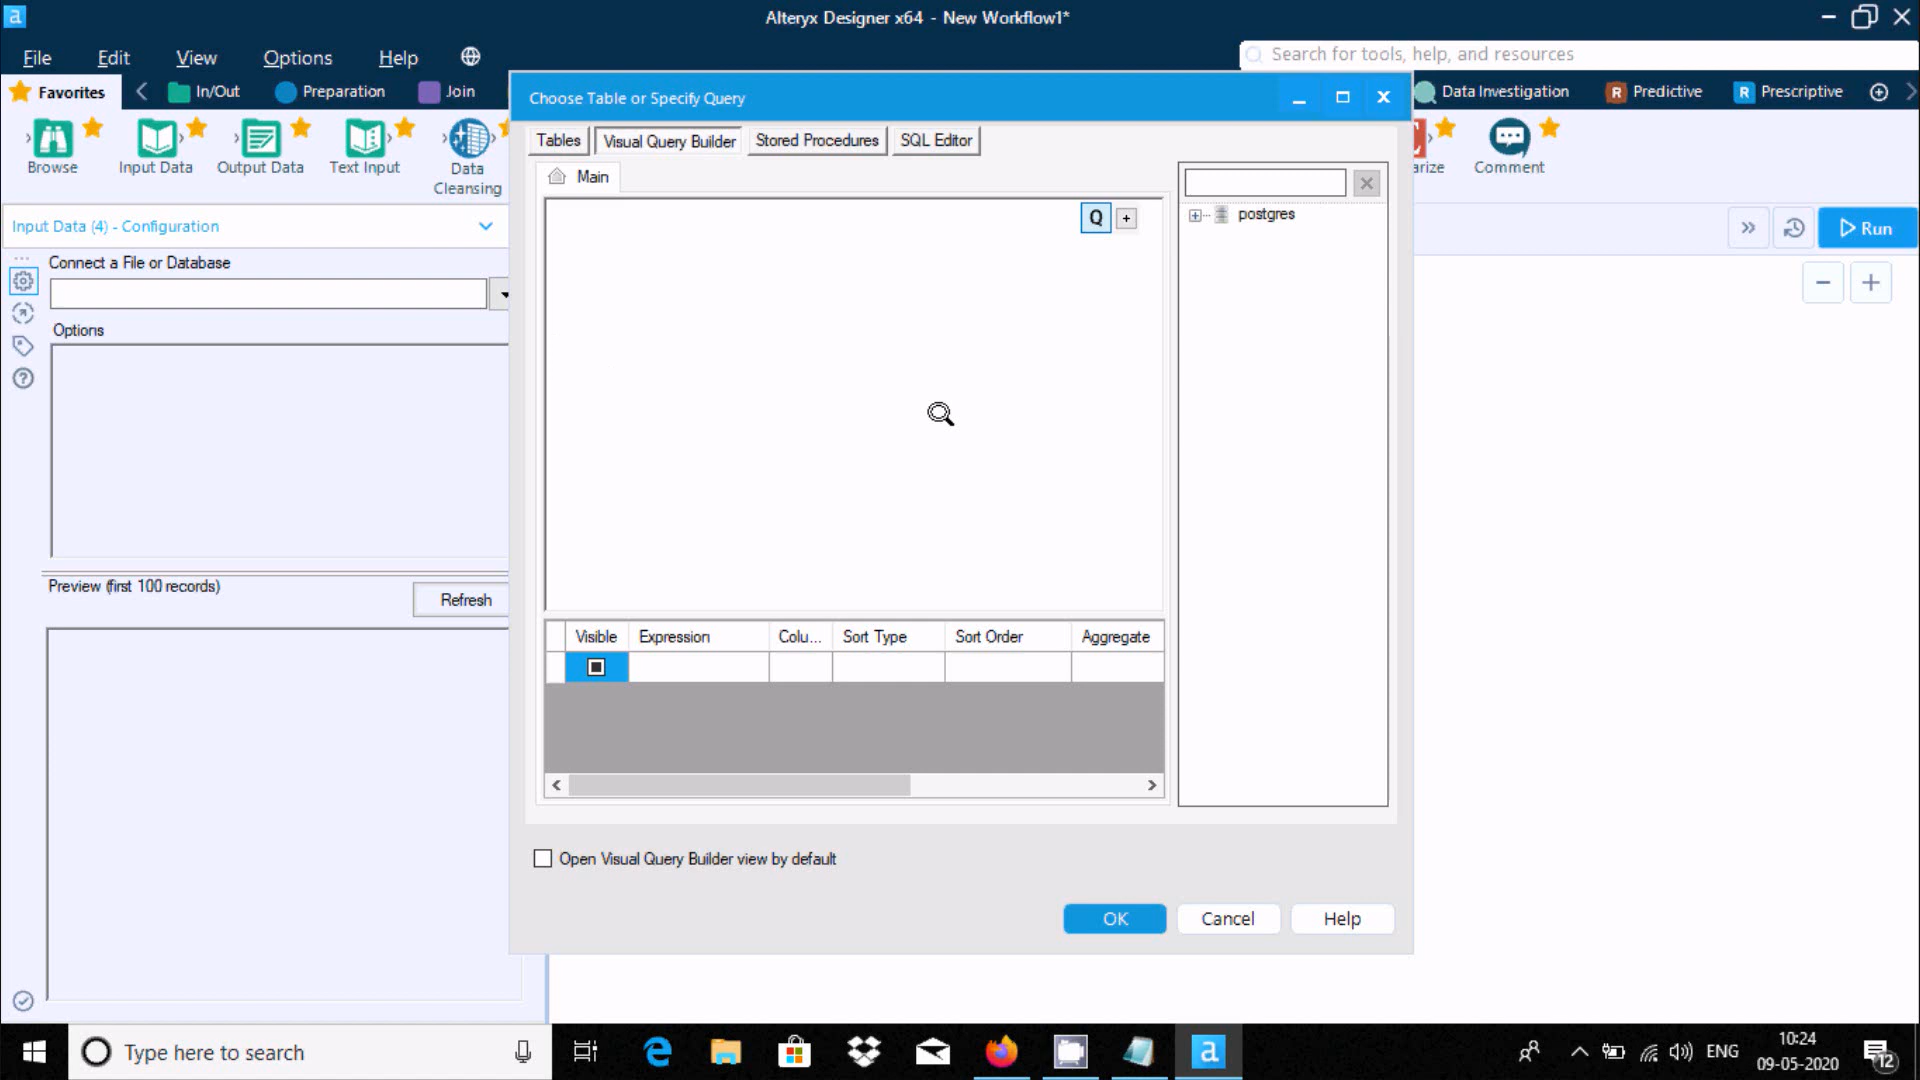 a
Alteryx Designer x64 - New Workflow1*
File
Edit
View
Options
Help
Search for tools, help, and resources
Favorites
In/Out
Preparation
Join
Data Investigation
R
Predictive
R
Prescriptive
Browse
Input Data
Output Data
Text Input
Data
Cleansing
arize
Comment
Choose Table or Specify Query
Tables
Visual Query Builder
Stored Procedures
SQL Editor
Main
Q
+
postgres
Input Data (4) - Configuration
Run
Connect a File or Database
Options
Preview (first 100 records)
Refresh
Visible
Expression
Colu...
Sort Type
Sort Order
Aggregate
Open Visual Query Builder view by default
OK
Cancel
Help
Type here to search
a
ENG
10:24
09-05-2020
12